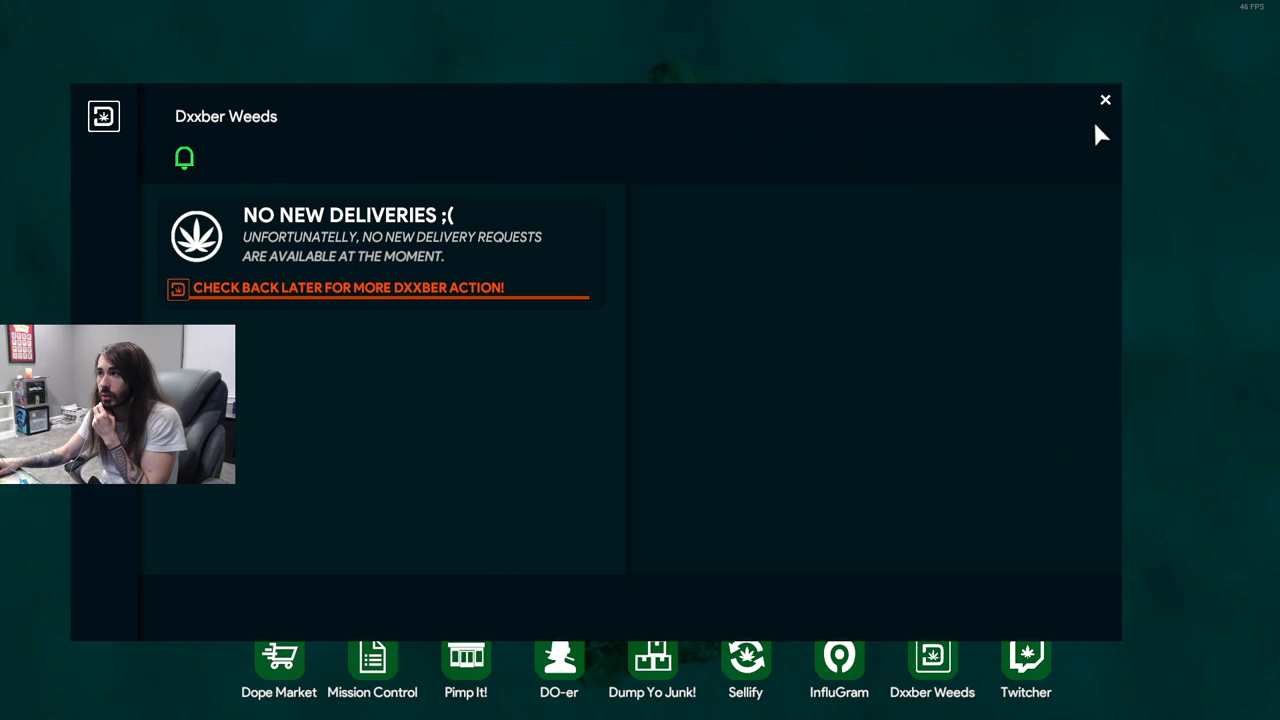 46 FPS
Dxxber Weeds
NO NEW DELIVERIES ;(
UNFORTUNATELLY, NO NEW DELIVERY REQUESTS
ARE AVAILABLE AT THE MOMENT.
CHECK BACK LATER FOR MORE DXXBER ACTION!
Dope Market
Mission Control
Pimp It!
DO-er
Dump Yo Junk!
Sellify
InfluGram
Dxxber Weeds
Twitcher